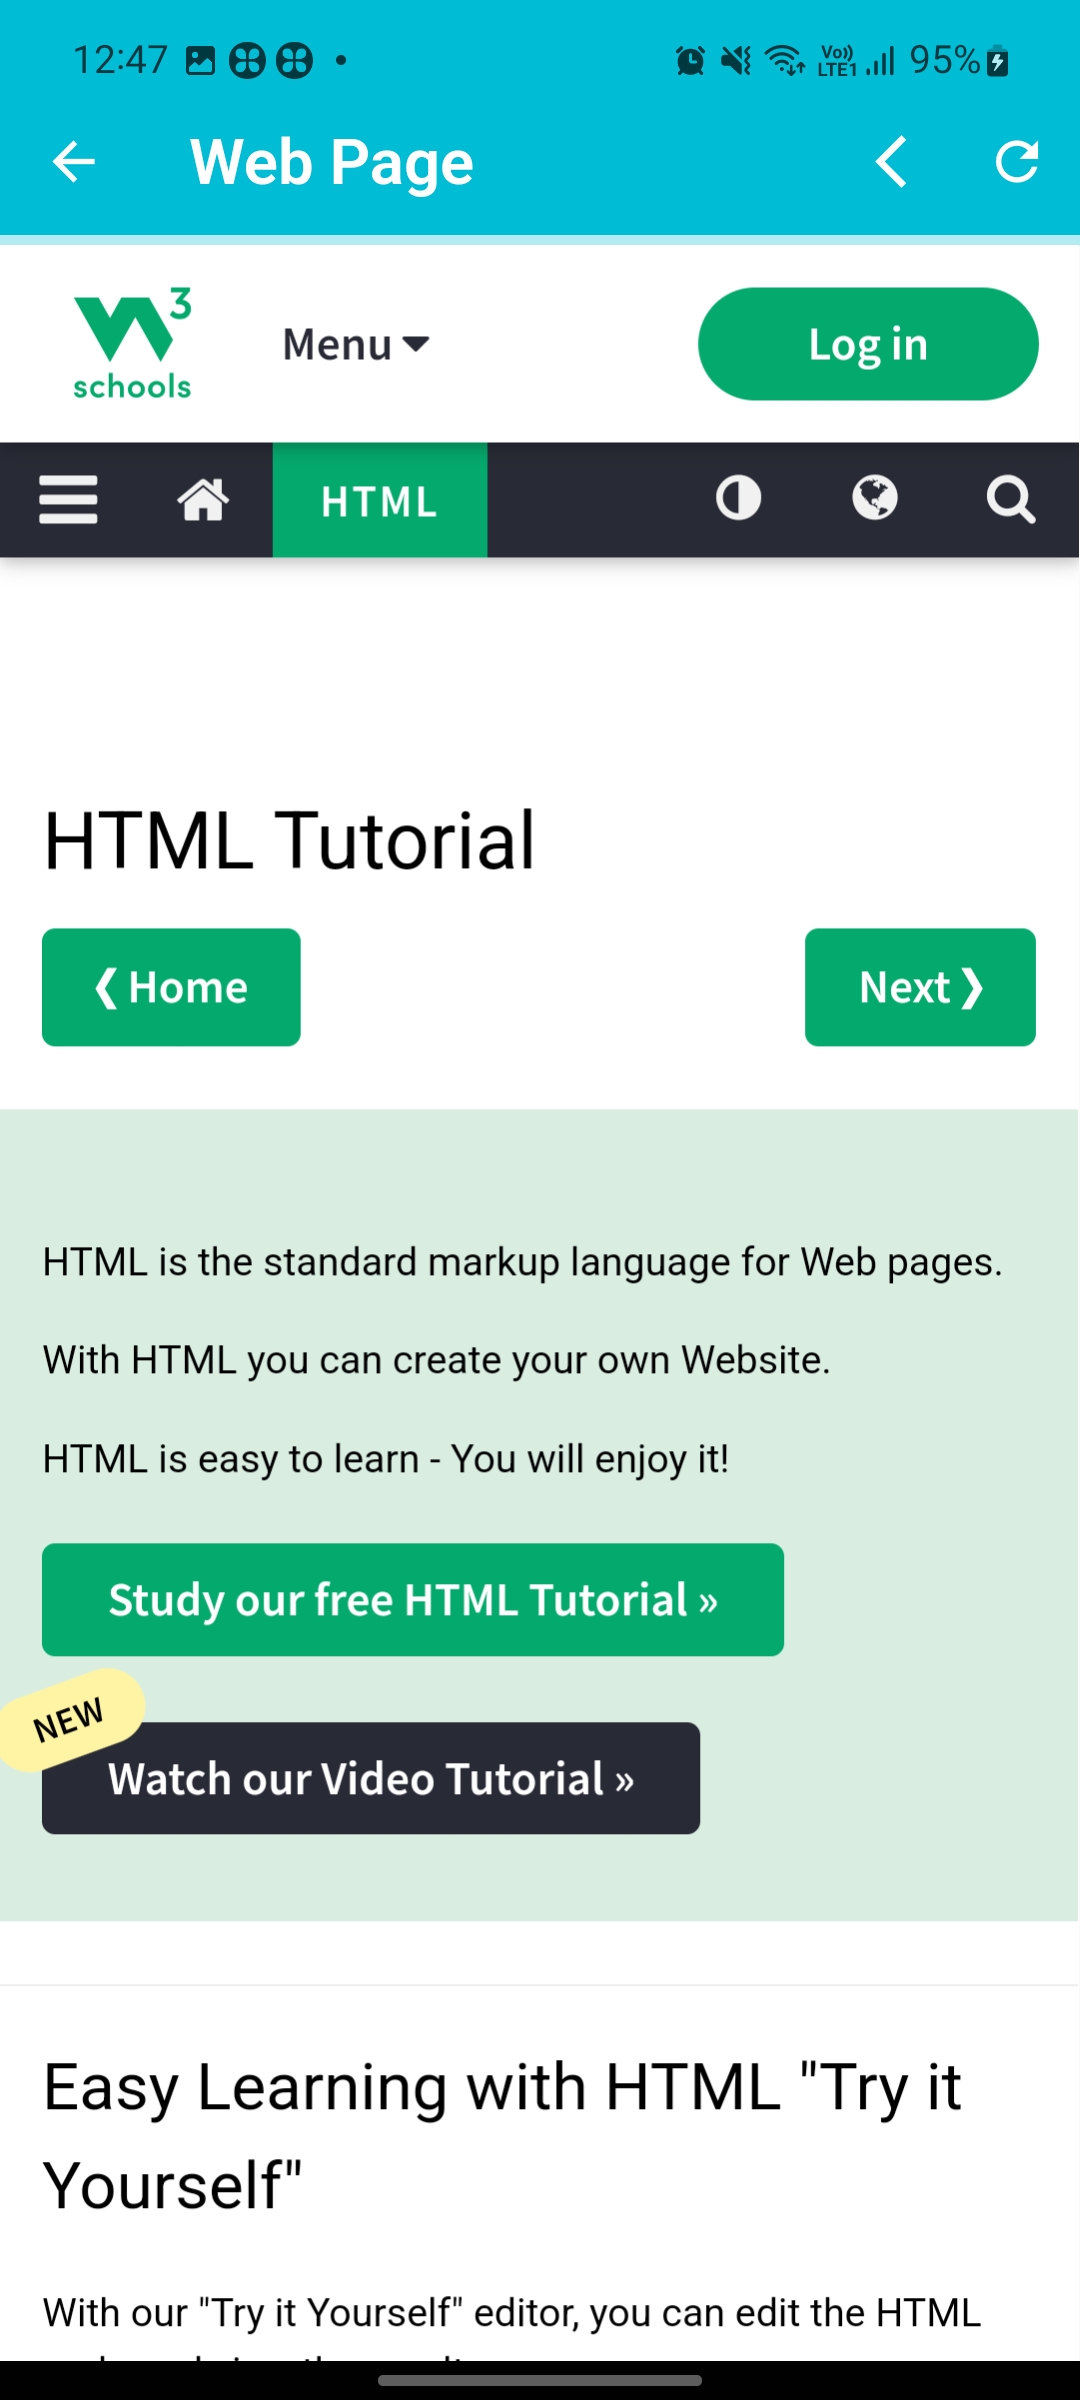 12:47 Vo)) LTE1 95%
Web Page
3
schools Menu Log in
HTML
HTML Tutorial
❮ Home Next ❯
HTML is the standard markup language for Web pages.
With HTML you can create your own Website.
HTML is easy to learn - You will enjoy it!
Study our free HTML Tutorial »
NEW
Watch our Video Tutorial »
Easy Learning with HTML "Try it
Yourself"
With our "Try it Yourself" editor, you can edit the HTML